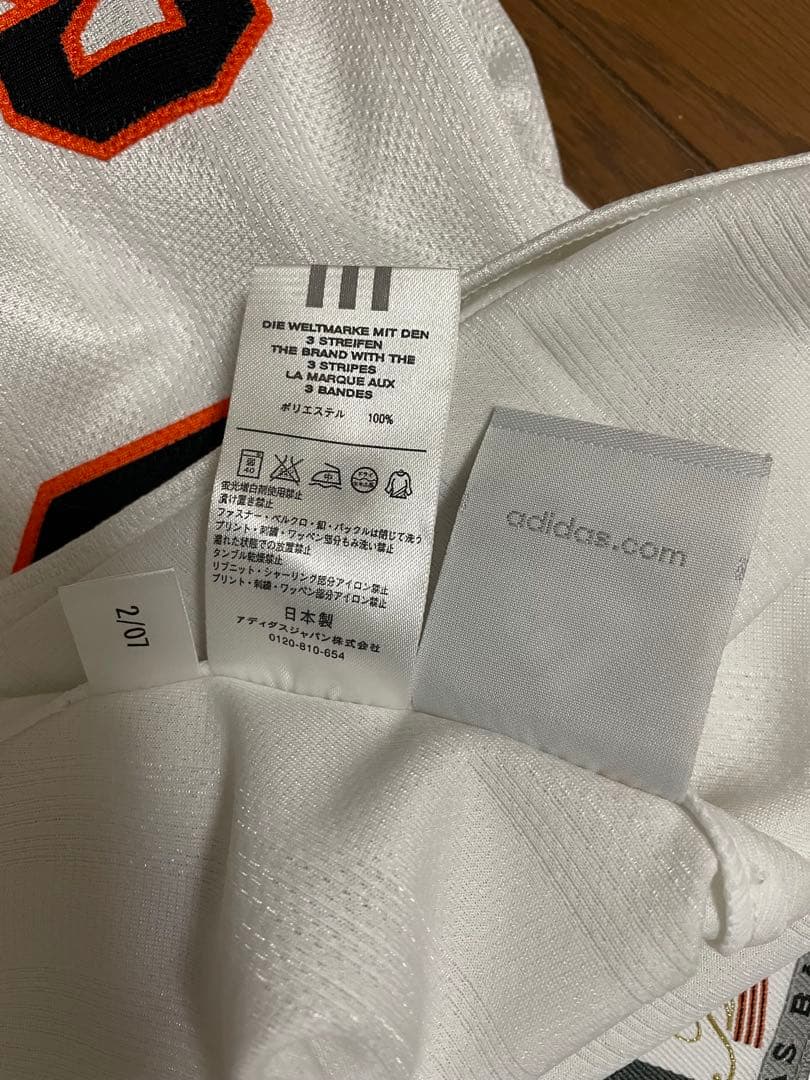 DIE WELTMARKE MIT DEN
3 STREIFEN
THE BRAND WITH THE
3 STRIPES
LA MARQUE AUX
3 BANDES
ポリエステル 100%
弱
40
中
ドライ
蛍光増白剤使用禁止
漬け置き禁止
ファスナー・ベルクロ・釦・バックルは閉じて洗う
プリント・刺繍・ワッペン部分もみ洗い禁止
濡れた状態での放置禁止
タンブル乾燥禁止
リブニット・シャーリング部分アイロン禁止
プリント・刺繍・ワッペン部分アイロン禁止
日本製
アディダスジャパン株式会社
0120-810-654
adidas.com
2/07